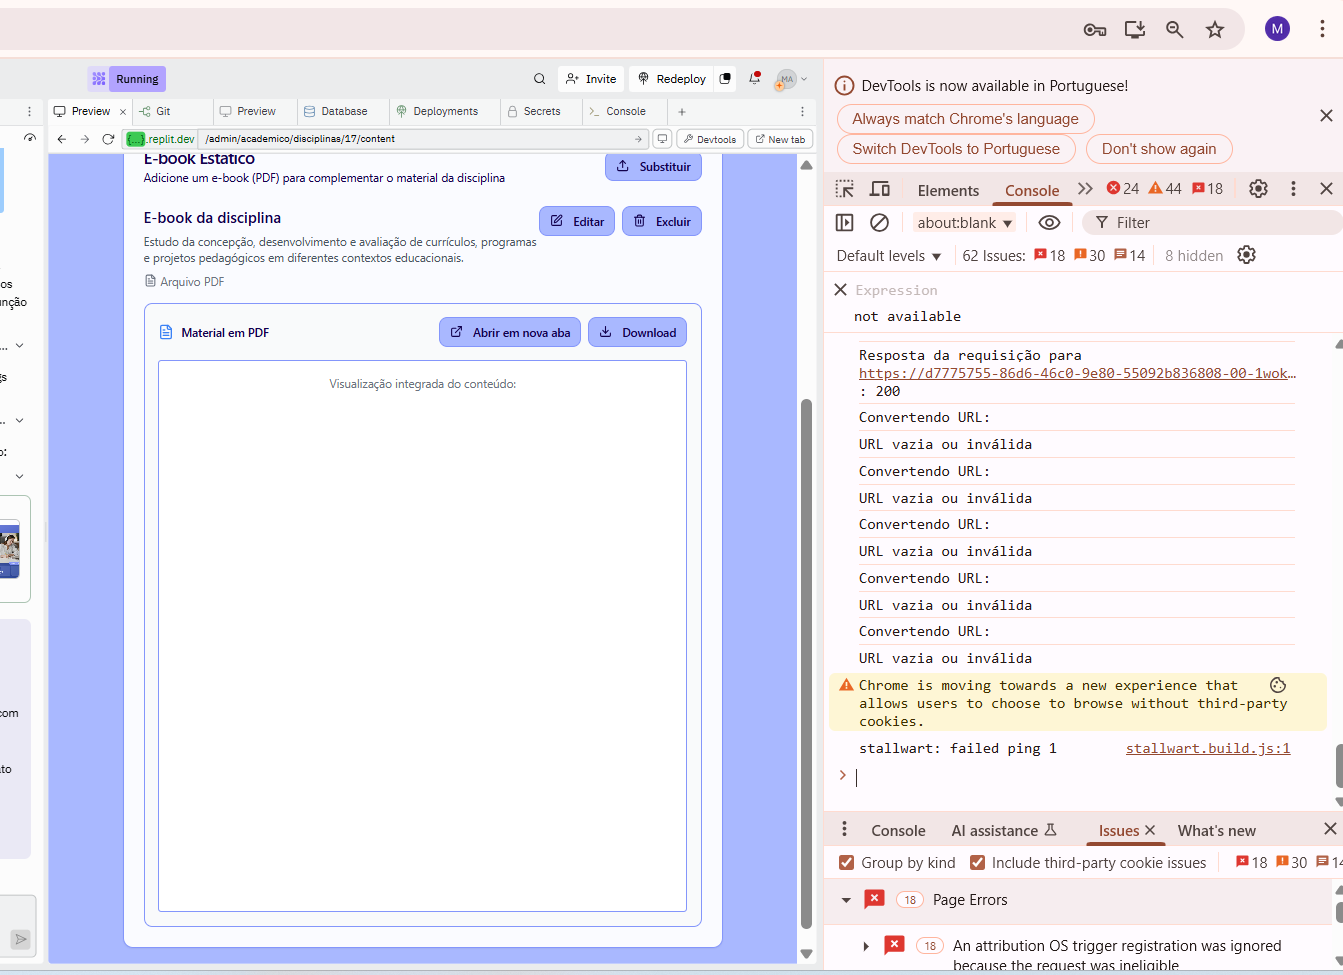 M
Running
Invite
Redeploy
MA
Preview
Git
Preview
Database
Deployments
Secrets
Console
{...}.replit.dev
/admin/academico/disciplinas/17/content
Devtools
New tab
os
unção
...
gs
...
o:
com
ato
E-book Estático
Adicione um e-book (PDF) para complementar o material da disciplina
Substituir
E-book da disciplina
Editar
Excluir
Estudo da concepção, desenvolvimento e avaliação de currículos, programas
e projetos pedagógicos em diferentes contextos educacionais.
Arquivo PDF
Material em PDF
Abrir em nova aba
Download
Visualização integrada do conteúdo:
DevTools is now available in Portuguese!
Always match Chrome's language
Switch DevTools to Portuguese
Don't show again
Elements
Console
24
44
18
about:blank
Filter
Default levels
62 Issues:
18
30
14
8 hidden
Expression
not available
Resposta da requisição para
https://d7775755-86d6-46c0-9e80-55092b836808-00-1wok…
: 200
Convertendo URL:
URL vazia ou inválida
Convertendo URL:
URL vazia ou inválida
Convertendo URL:
URL vazia ou inválida
Convertendo URL:
URL vazia ou inválida
Convertendo URL:
URL vazia ou inválida
Chrome is moving towards a new experience that
allows users to choose to browse without third-party
cookies.
stallwart: failed ping 1
stallwart.build.js:1
Console
AI assistance
Issues
What's new
Group by kind
Include third-party cookie issues
18
30
14
18
Page Errors
18
An attribution OS trigger registration was ignored
because the request was ineligible